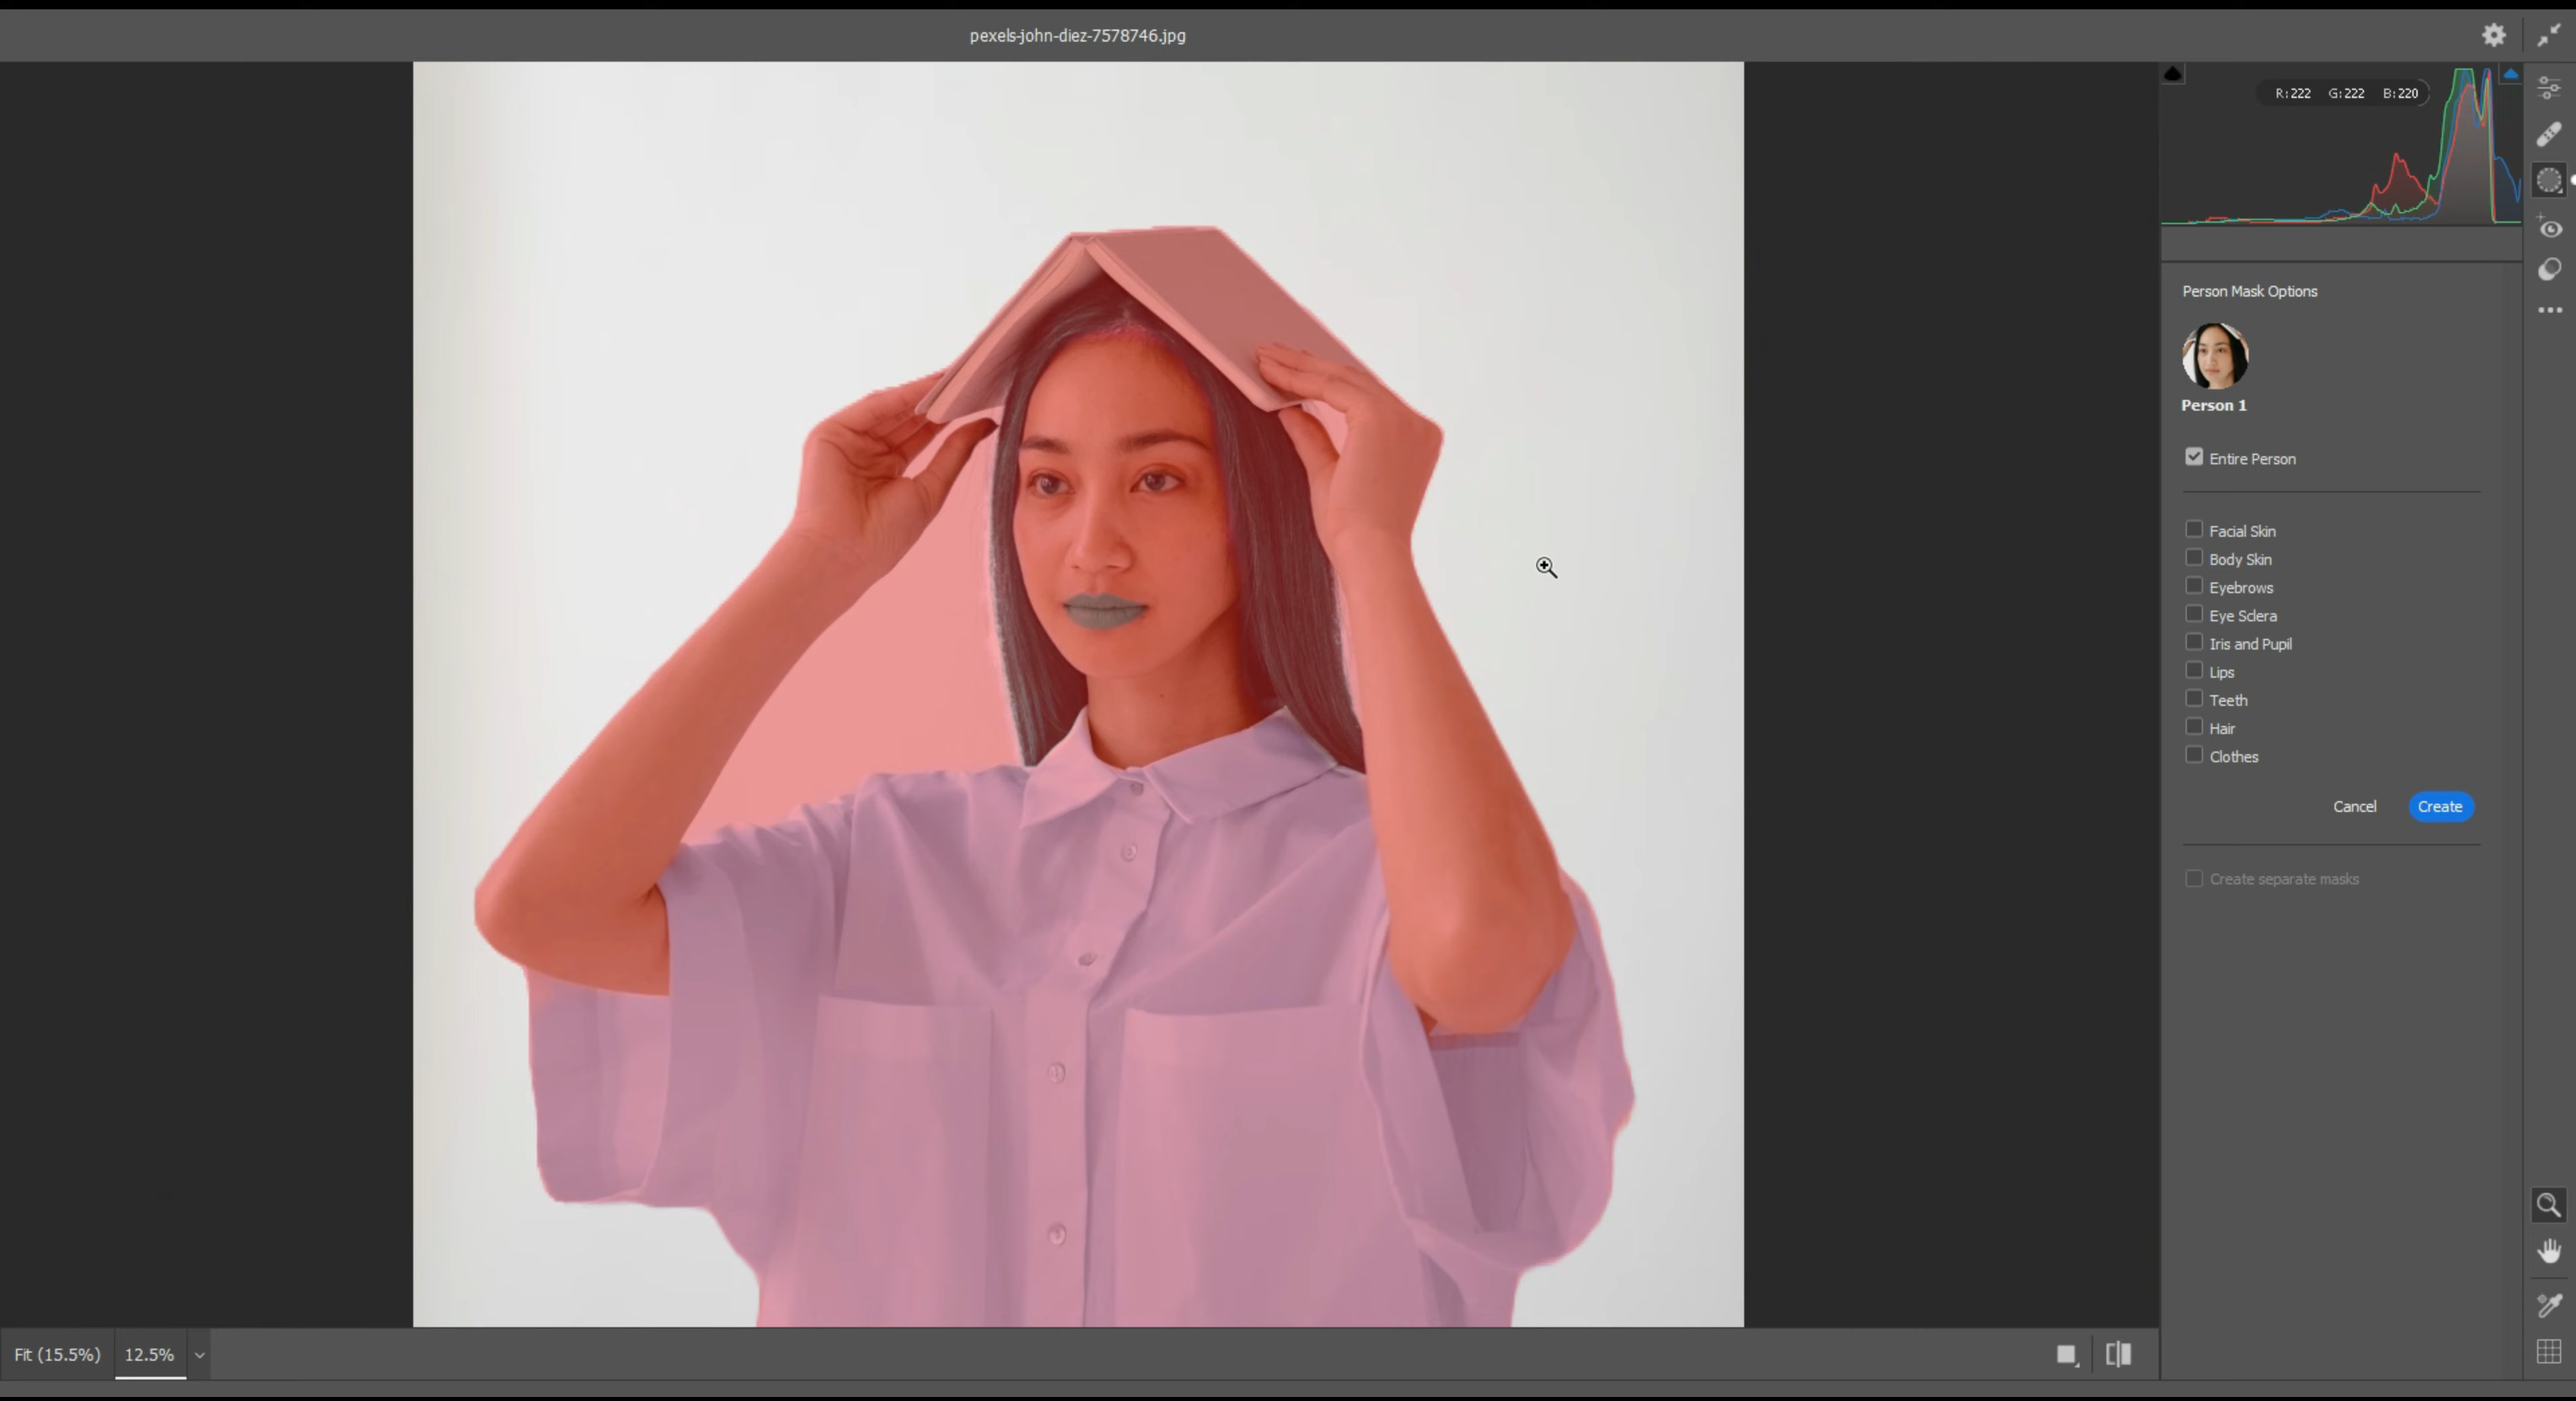 pexels-john-diez-7578746.jpg
R:222 G:222 B:220
Person Mask Options
Person 1
Entire Person
Facial Skin
Body Skin
Eyebrows
Eye Sclera
Iris and Pupil
Lips
Teeth
Hair
Clothes
Cancel Create
Create separate masks
Fit (15.5%) 12.5%